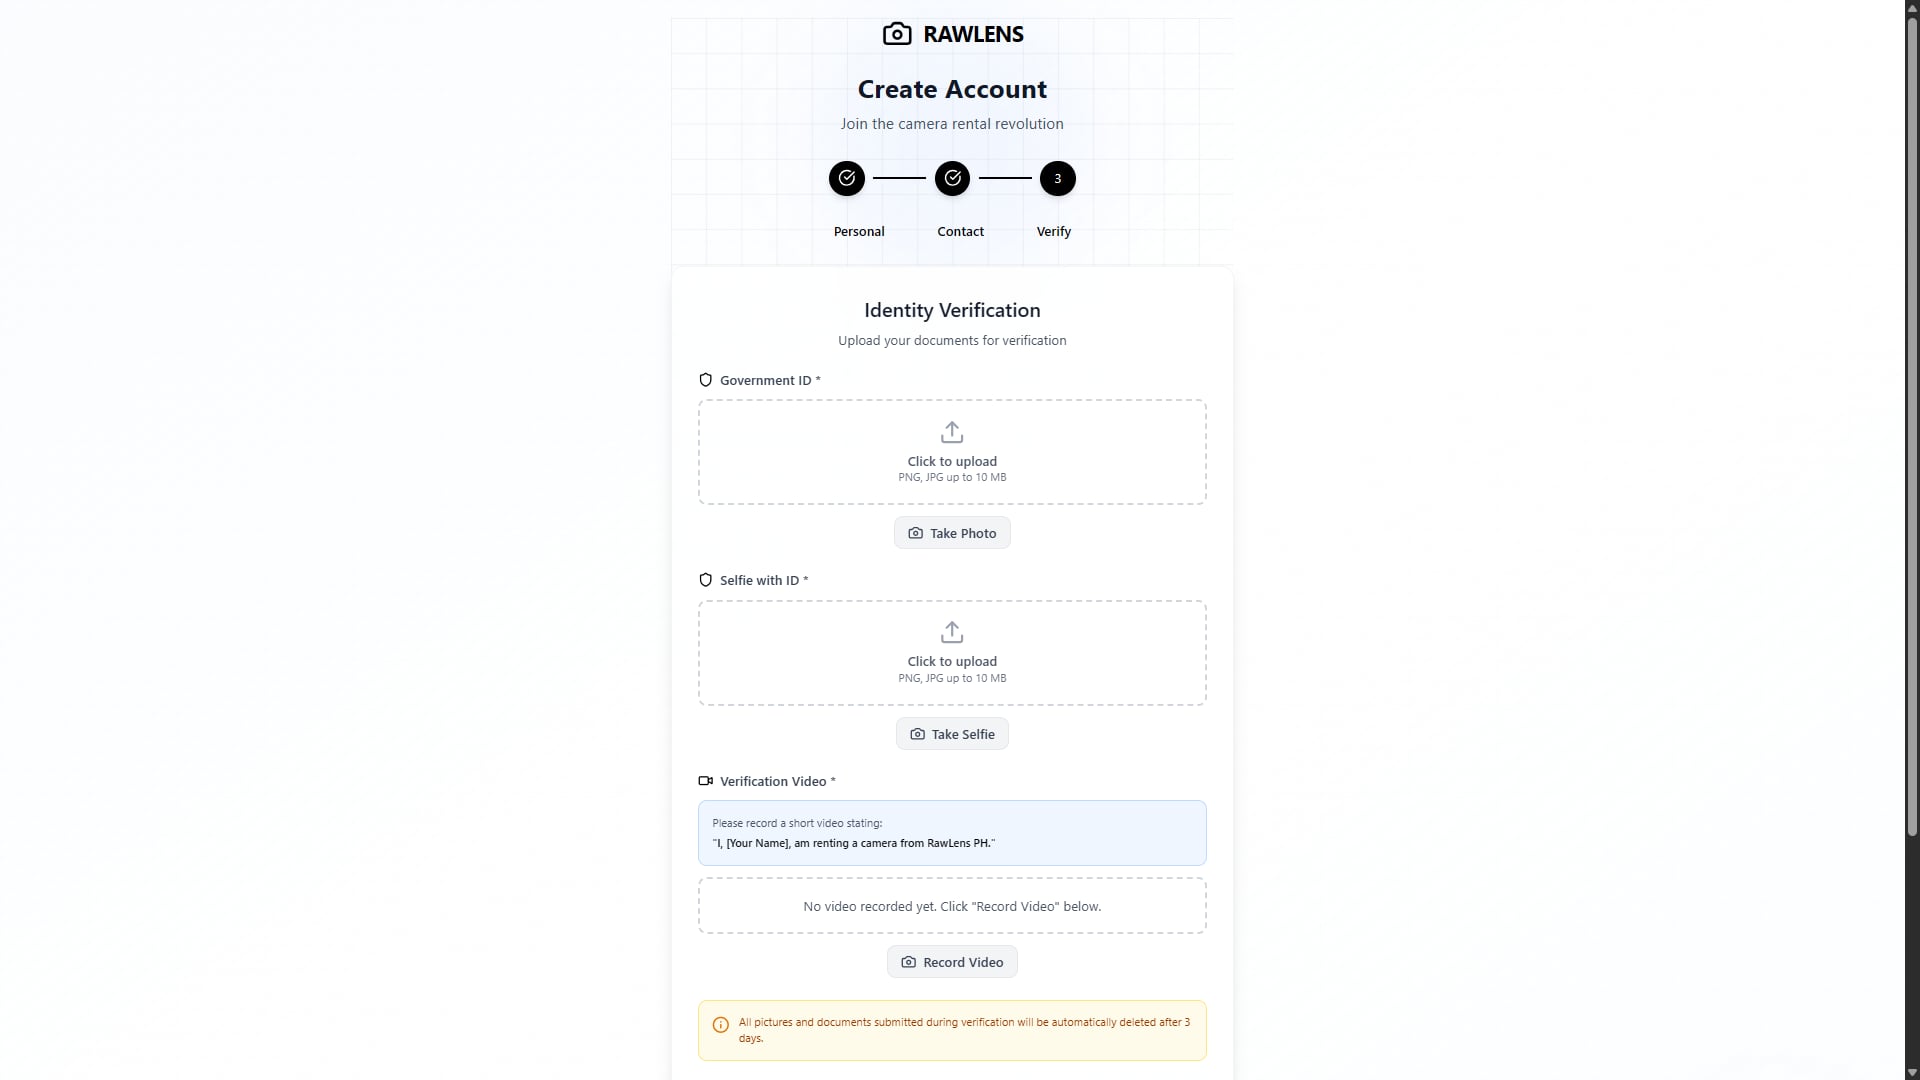 RAWLENS
Create Account
Join the camera rental revolution
3
Personal
Contact
Verify
Identity Verification
Upload your documents for verification
Government ID *
Click to upload
PNG, JPG up to 10 MB
Take Photo
Selfie with ID *
Click to upload
PNG, JPG up to 10 MB
Take Selfie
Verification Video *
Please record a short video stating:
"I, [Your Name], am renting a camera from RawLens PH."
No video recorded yet. Click "Record Video" below.
Record Video
All pictures and documents submitted during verification will be automatically deleted after 3
days.